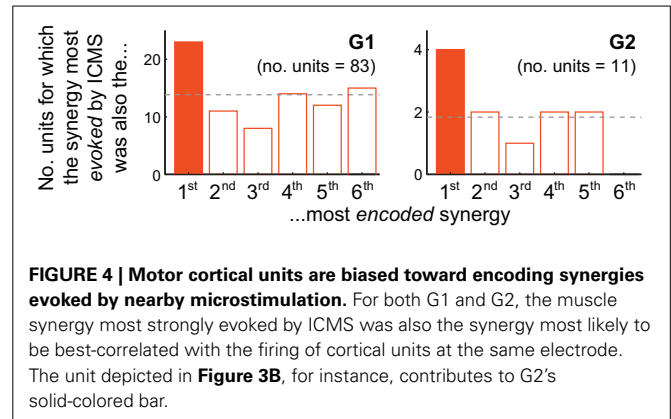 No. units for which
the synergy most
evoked by ICMS
was also the...
G1
(no. units = 83)
20
10
0
1st 2nd 3rd 4th 5th 6th
G2
(no. units = 11)
4
2
0
1st 2nd 3rd 4th 5th 6th
...most encoded synergy
FIGURE 4 | Motor cortical units are biased toward encoding synergies
evoked by nearby microstimulation. For both G1 and G2, the muscle
synergy most strongly evoked by ICMS was also the synergy most likely to
be best-correlated with the firing of cortical units at the same electrode.
The unit depicted in Figure 3B, for instance, contributes to G2's
solid-colored bar.